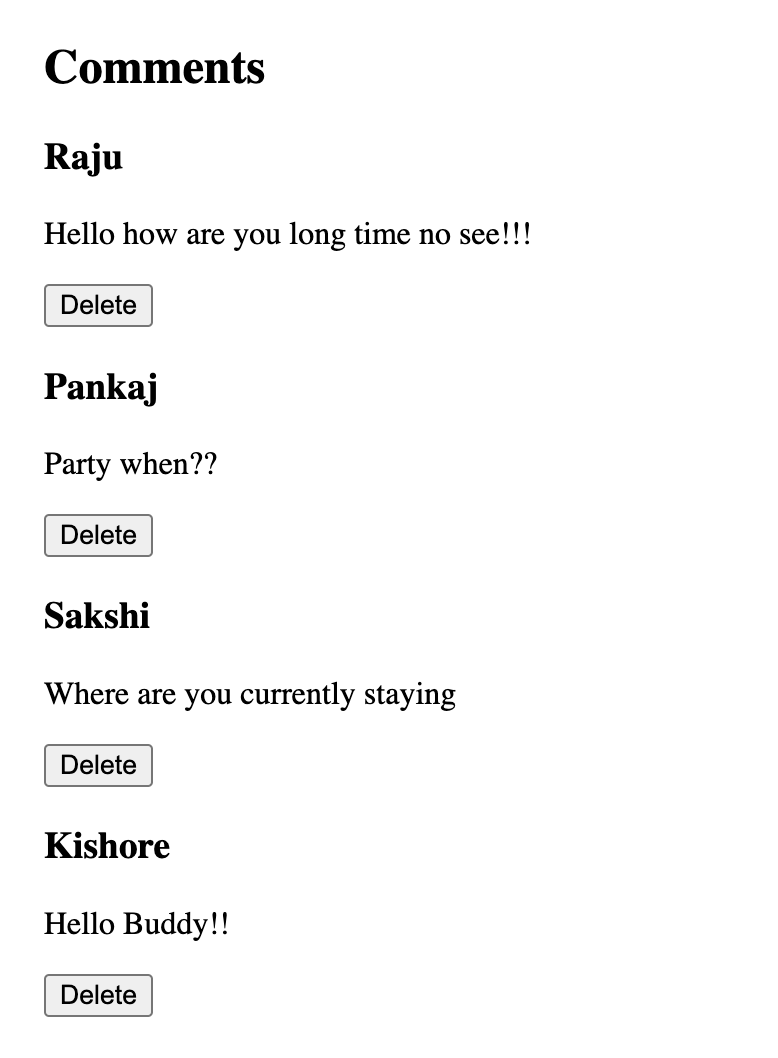 Comments
Raju
Hello how are you long time no see!!!
Delete
Pankaj
Party when??
Delete
Sakshi
Where are you currently staying
Delete
Kishore
Hello Buddy!!
Delete